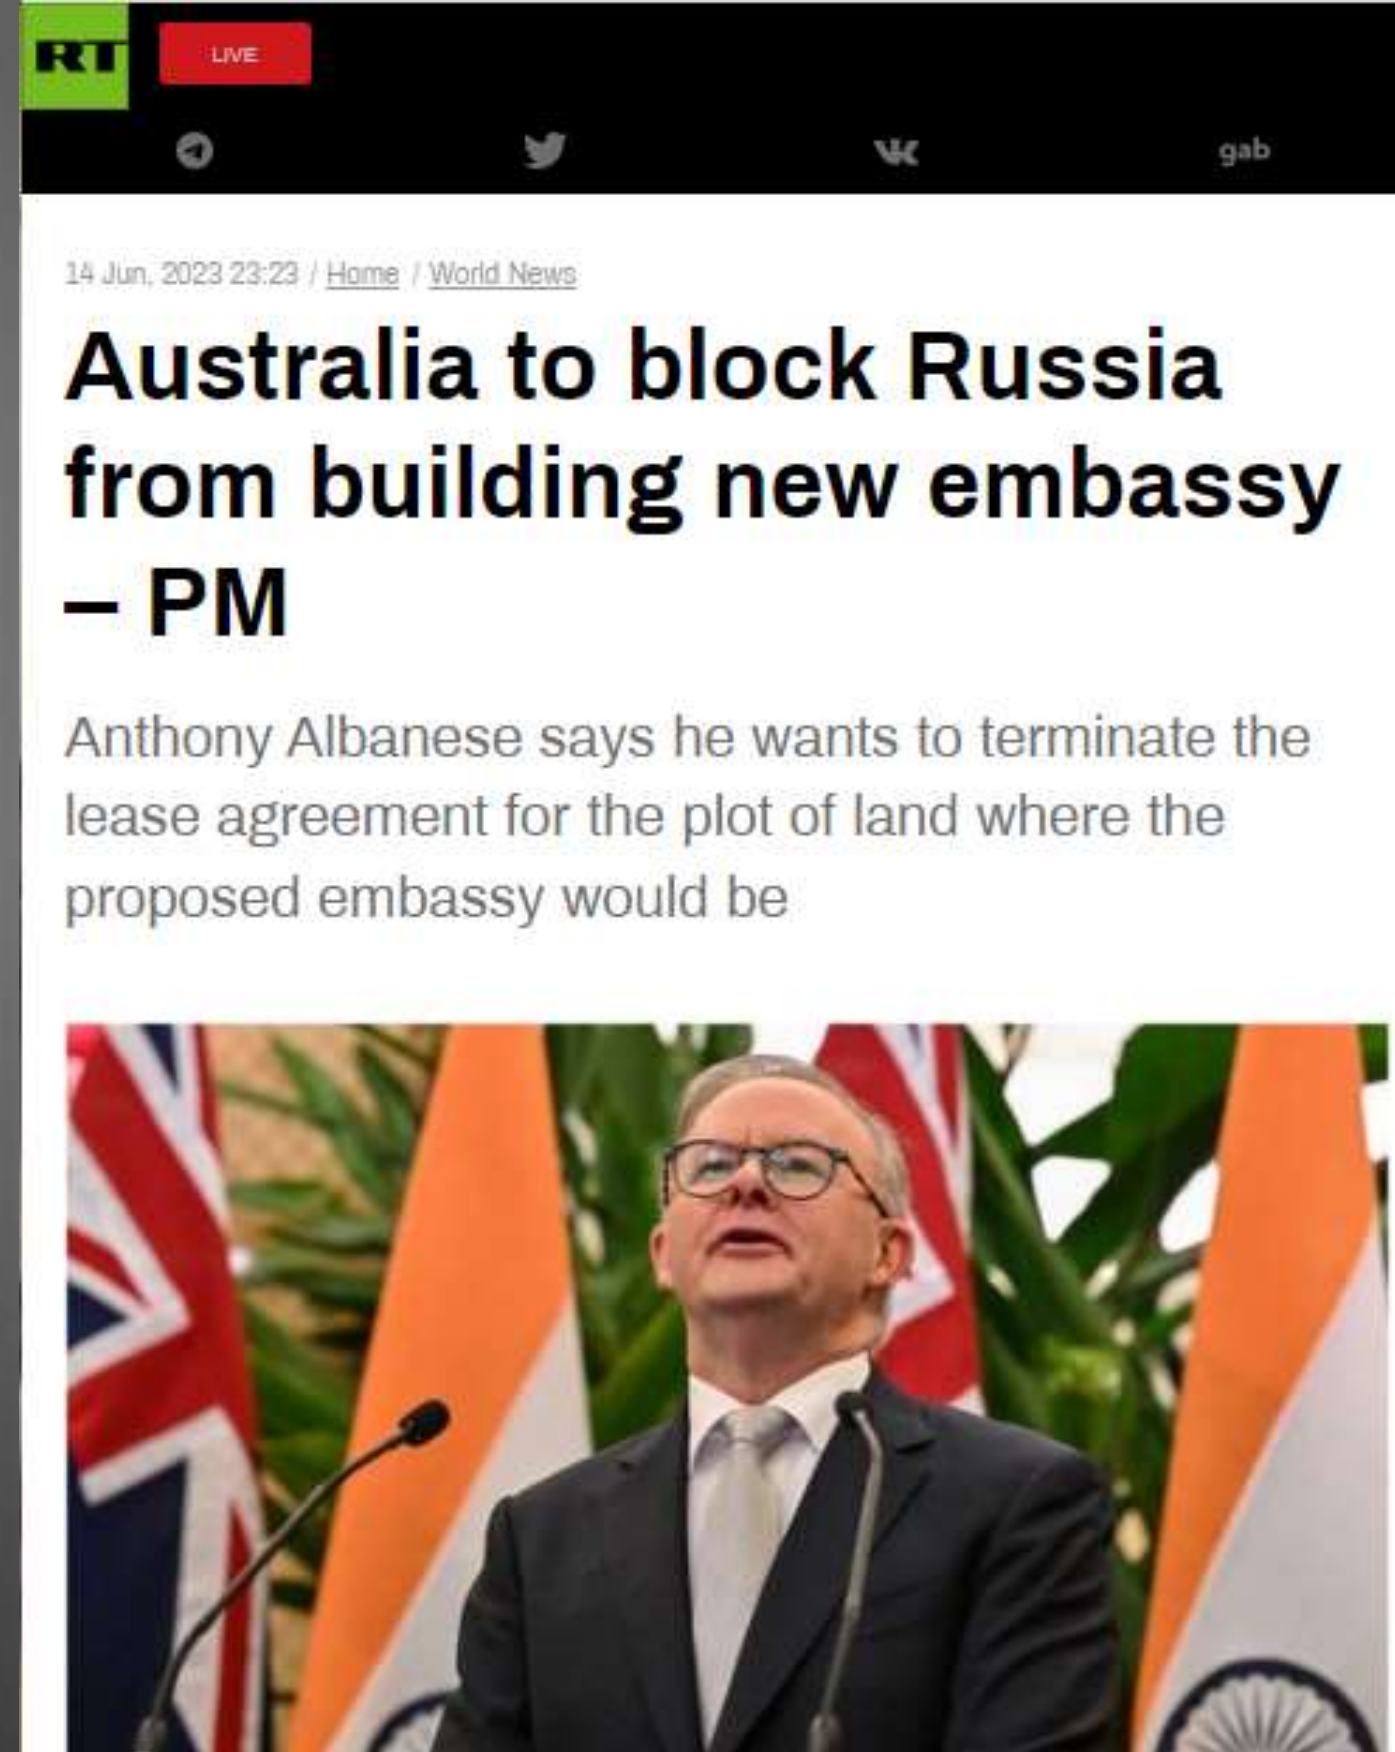 RT
LIVE
gab
14 Jun, 2023 23:23 / Home / World News
Australia to block Russia
from building new embassy
– PM
Anthony Albanese says he wants to terminate the
lease agreement for the plot of land where the
proposed embassy would be